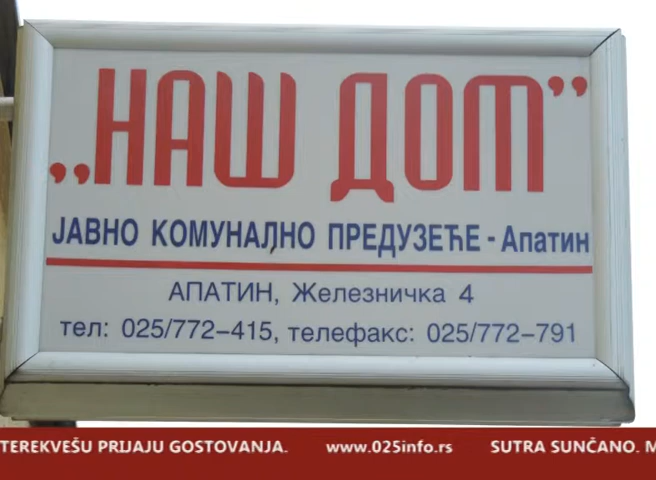 „НАШ ДОМ”
ЈАВНО КОМУНАЛНО ПРЕДУЗЕЋЕ - Апатин
АПАТИН, Железничка 4
тел: 025/772-415, телефакс: 025/772-791
TEREKVEŠU PRIJAJU GOSTOVANJA. www.025info.rs SUTRA SUNČANO.